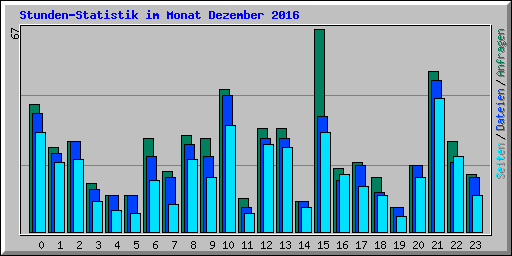 Stunden-Statistik im Monat Dezember 2016
67
Seiten / Dateien / Anfragen
0 1 2 3 4 5 6 7 8 9 10 11 12 13 14 15 16 17 18 19 20 21 22 23